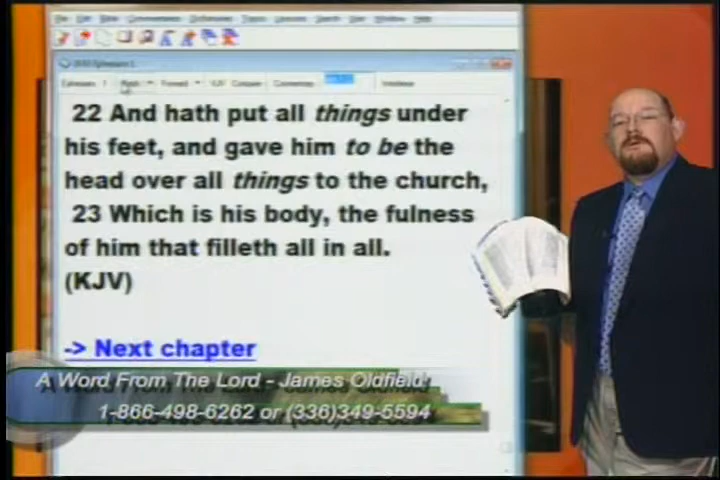 22 And hath put all things under
his feet, and gave him to be the
head over all things to the church,
23 Which is his body, the fulness
of him that filleth all in all.
(KJV)
-> Next chapter
A Word From The Lord - James Oldfield
1-866-498-6262 or (336)349-5594